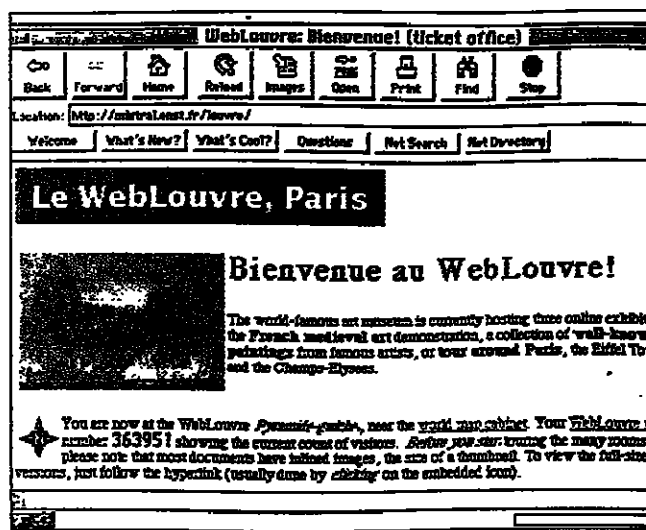 WebLouvre: Bienvenue! (ticket office)
Back Forward Home Reload Images Open Print Find Stop
Location: http://mistral.enst.fr/louvre/
Welcome What's New? What's Cool? Questions Net Search Net Directory
Le WebLouvre, Paris
Bienvenue au WebLouvre!
The world-famous art museum is currently hosting three online exhibi
the French medieval art demonstration, a collection of well-know
paintings from famous artists, or tour around Paris, the Eiffel To
and the Champs-Elysees.
You are now at the WebLouvre near the world map cabinet. Your WebLouvre
number 363951 showing the current count of visitors. Before you start touring the many rooms
please note that most documents have inlined images, the size of a thumbnail. To view the full-size
versions, just follow the hyperlink (usually done by clicking on the embedded icon).